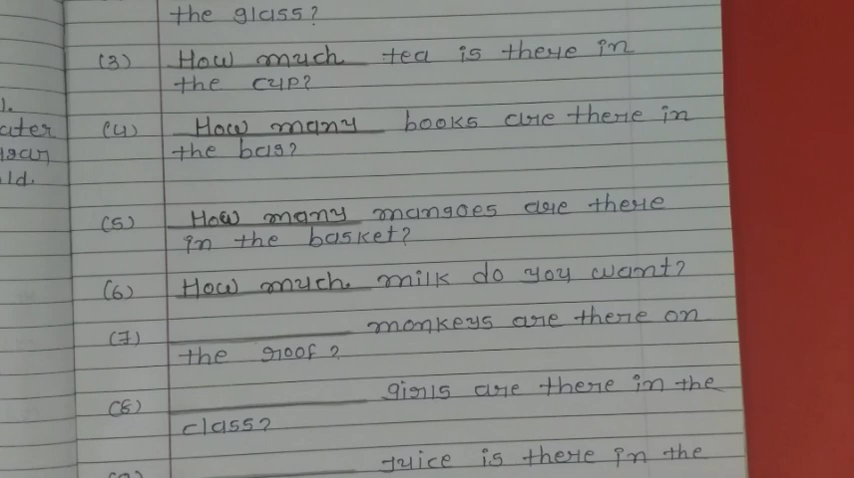 the glass?
(3) How much tea is there in
the cup?
ater (4) How many books are there in
the bag?
ld.
(5) How many mangoes are there
in the basket?
(6) How much milk do you want?
(7) monkeys are there on
the roof?
(8) girls are there in the
class?
juice is there in the